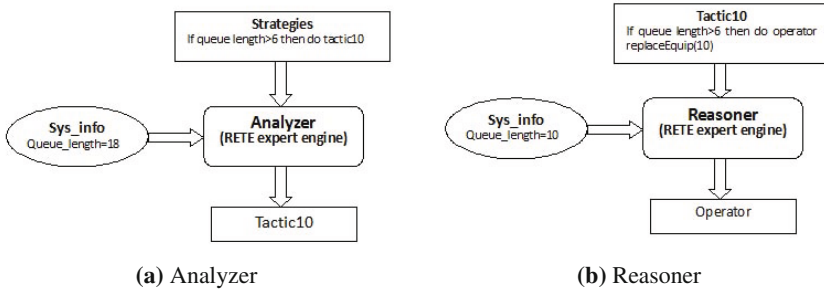 Strategies
If queue length>6 then do tactic10
Sys_info
Queue_length=18
Analyzer
(RETE expert engine)
Tactic10
(a) Analyzer
Tactic10
If queue length>6 then do operator
replaceEquip(10)
Sys_info
Queue_length=10
Reasoner
(RETE expert engine)
Operator
(b) Reasoner